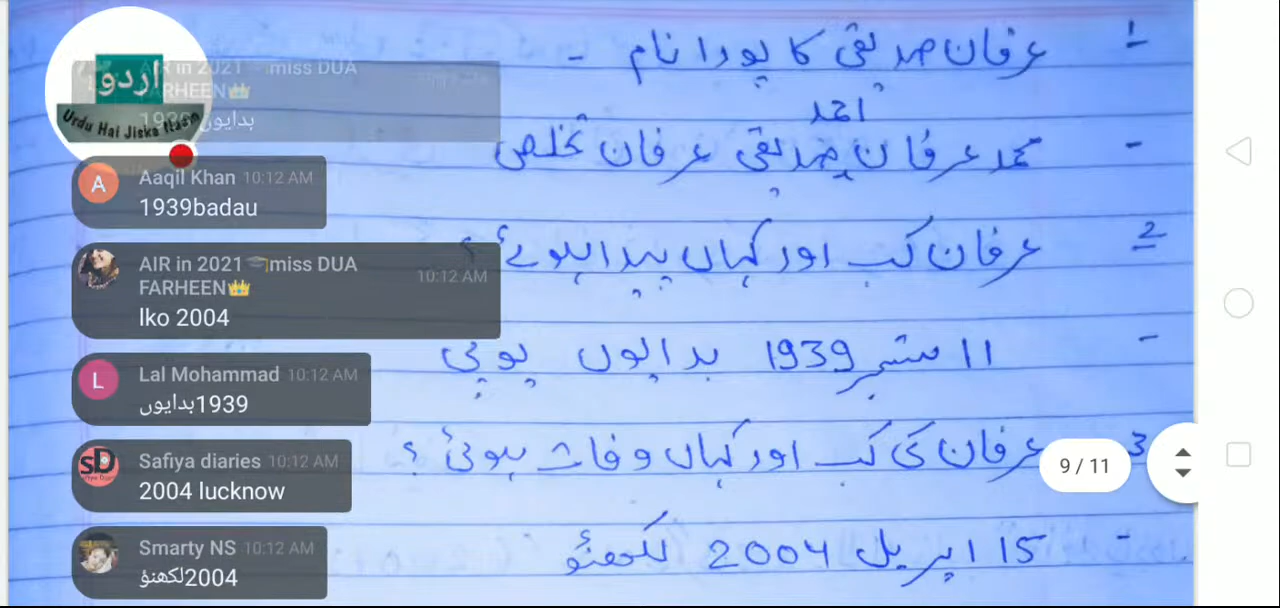 اردو
Urdu Hai Jiska Naam
AIR in 2021 miss DUA
FARHEEN
1936 بدایوں
A
Aaqil Khan 10:12 AM
1939badau
AIR in 2021 miss DUA
FARHEEN 10:12 AM
lko 2004
L
Lal Mohammad 10:12 AM
1939بدایوں
SD
Safiya diaries 10:12 AM
2004 lucknow
Smarty NS 10:12 AM
2004لکھنؤ
1 عرفان صدیقی کا پورا نام -
احمد
- محمد عرفان صدیقی عرفان تخلص
2 عرفان کب اور کہاں پیدا ہوئے ؟
- 11 ستمبر 1939 بدایوں یوپی
3 عرفان کی کب اور کہاں وفات ہوئی ؟
- 15 اپریل 2004 لکھنؤ
9 / 11